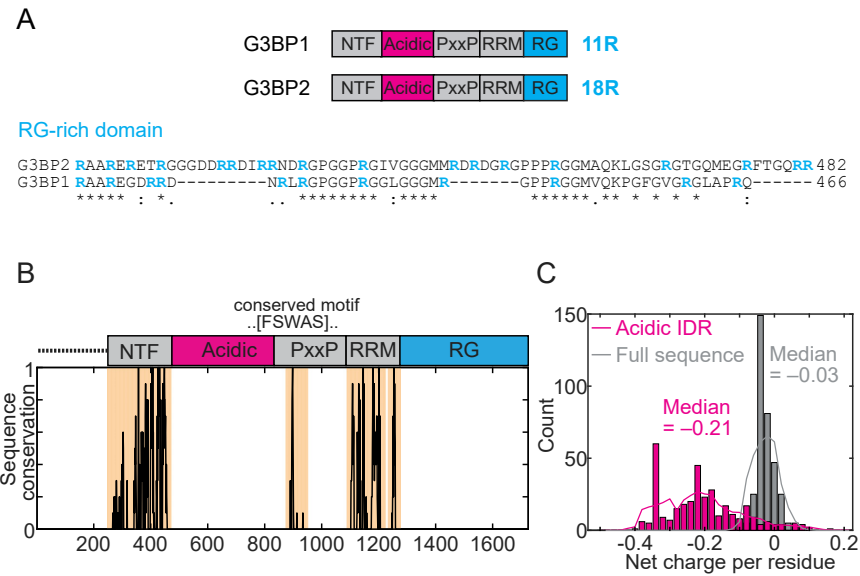 A
G3BP1 NTF Acidic PxxP RRM RG 11R
G3BP2 NTF Acidic PxxP RRM RG 18R
RG-rich domain
G3BP2 RAARERETRGGGDDRRDIRRNDRGPGGPRGIVGGGMMRDRDGRGPPPRGGMAQKLGSGRGTGQMEGRFTGQRR 482
G3BP1 RAAREGDRRD---------NRLRGPGGPRGGLGGGMR-------GPPRGGMVQKPGFGVGRGLAPRQ------ 466
***** : *. .. ******** :**** ******.** * * * * :
B
conserved motif
..[FSWAS]..
NTF Acidic PxxP RRM RG
Sequence conservation
1
0
200 400 600 800 1000 1200 1400 1600
C
Acidic IDR
Full sequence
Median
= –0.03
Median
= –0.21
Count
150
100
50
0
-0.4 -0.2 0 0.2
Net charge per residue